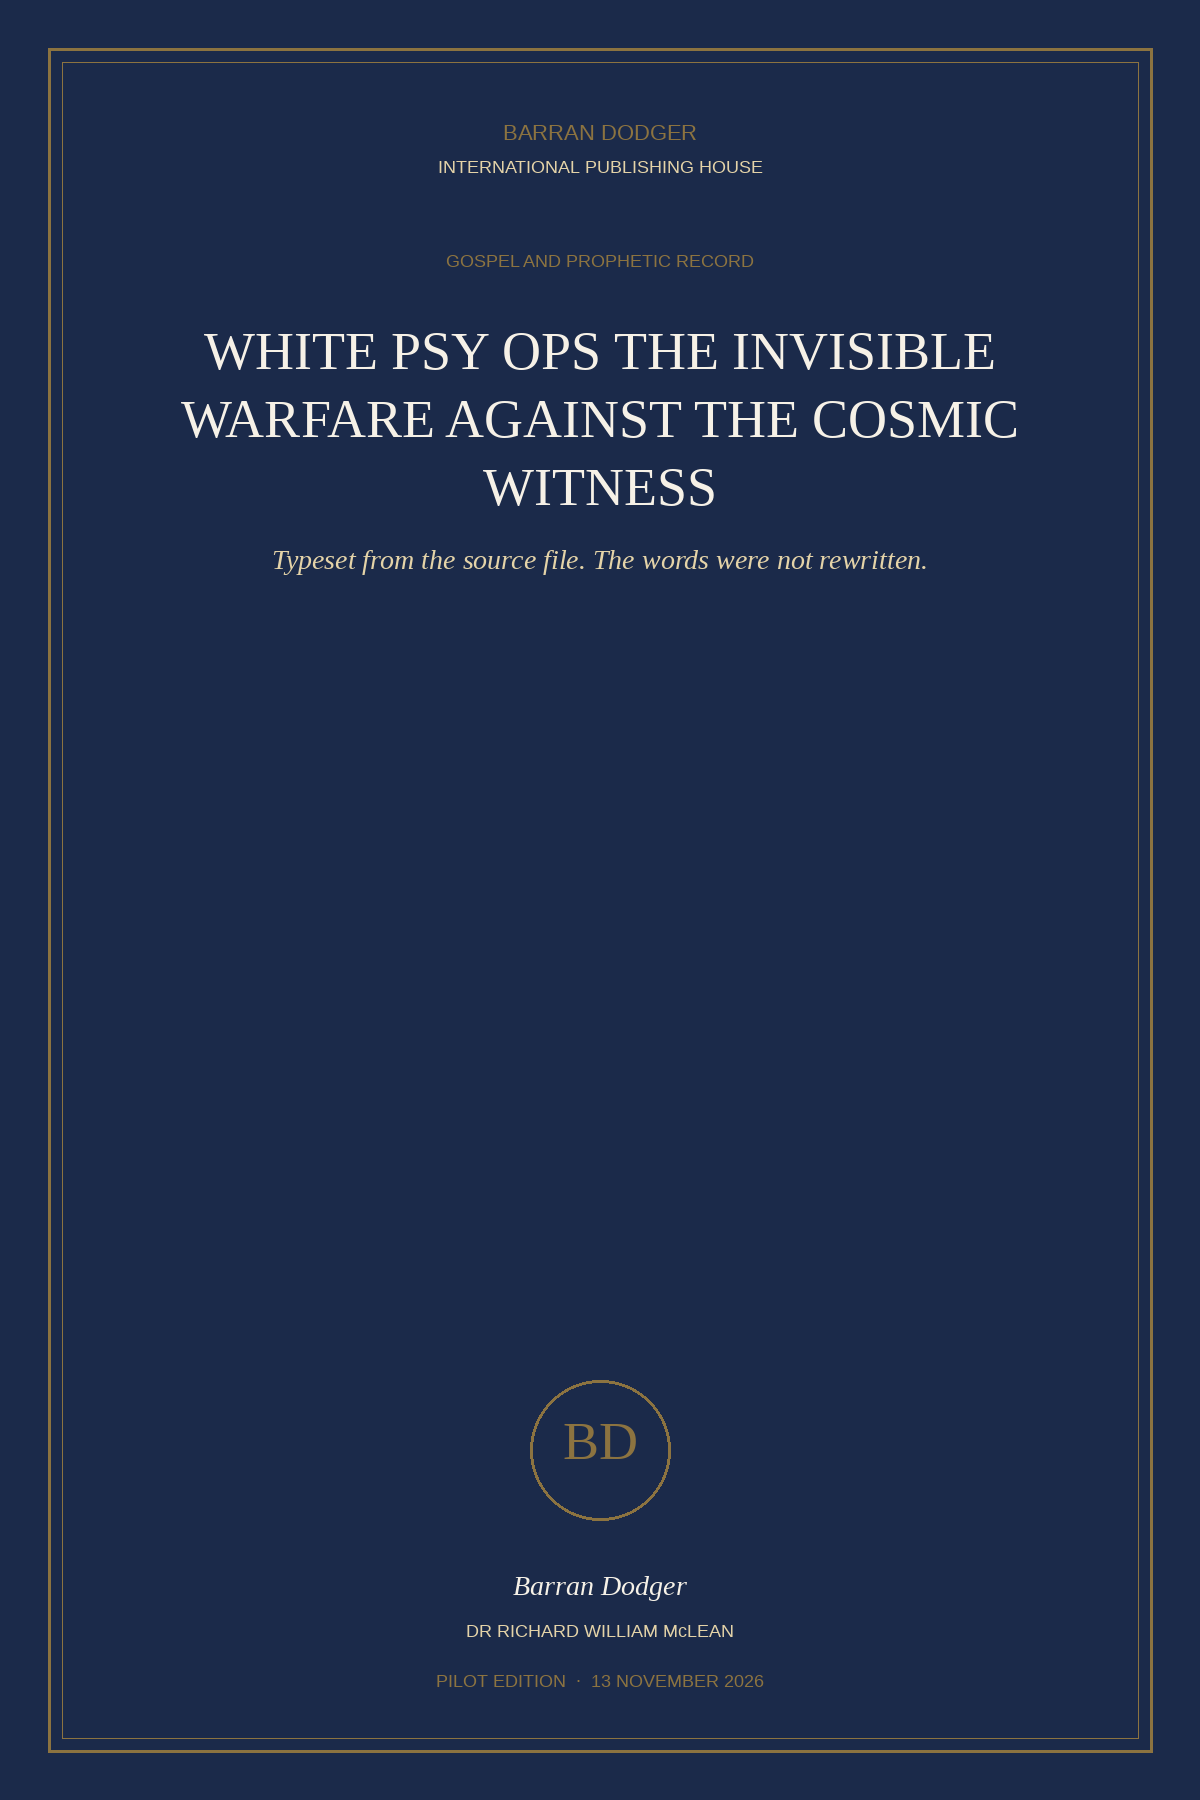 BARRAN DODGER
INTERNATIONAL PUBLISHING HOUSE
GOSPEL AND PROPHETIC RECORD
WHITE PSY OPS THE INVISIBLE
WARFARE AGAINST THE COSMIC
WITNESS
Typeset from the source file. The words were not rewritten.
BD
Barran Dodger
DR RICHARD WILLIAM McLEAN
PILOT EDITION · 13 NOVEMBER 2026